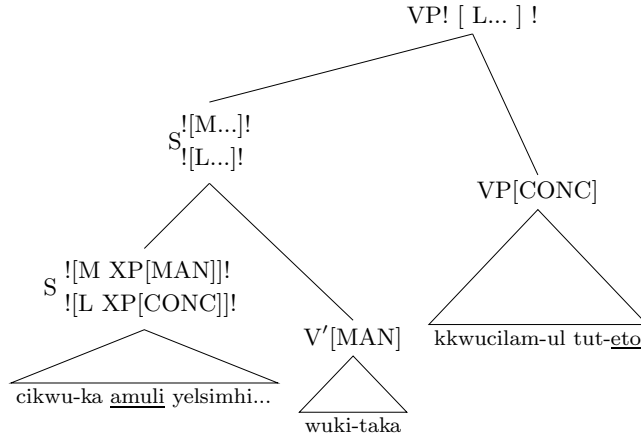 VP! [ L... ] !
S![M...]!
![L...]!
VP[CONC]
S ![M XP[MAN]]!
![L XP[CONC]]!
V′[MAN]
kkwucilam-ul tut-eto
cikwu-ka amuli yelsimhi...
wuki-taka